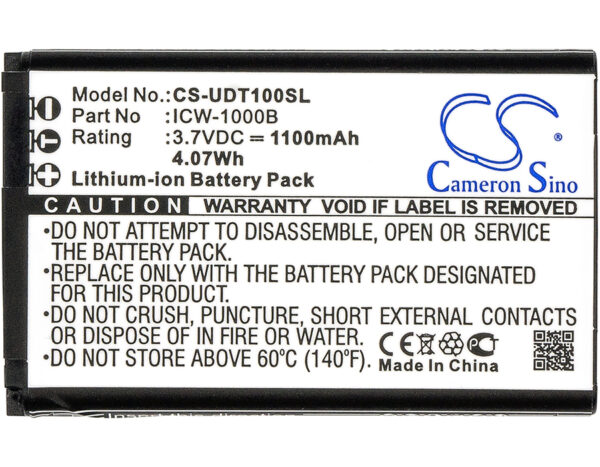 Model No.: CS-UDT100SL
Part No : ICW-1000B
Rating : 3.7VDC = 1100mAh
4.07Wh
Lithium-ion Battery Pack
CS
Cameron Sino
CAUTION WARRANTY VOID IF LABEL IS REMOVED
•DO NOT ATTEMPT TO DISASSEMBLE, OPEN OR SERVICE
THE BATTERY PACK.
•REPLACE WITH THE BATTERY PACK DESIGNATED
FOR THIS PRODUCT.
•DO NOT CRUSH, PUNCTURE, SHORT EXTERNAL CONTACTS
OR DISPOSE OF IN FIRE OR WATER.
•DO NOT STORE ABOVE 60°C (140°F).
CE
Made In China